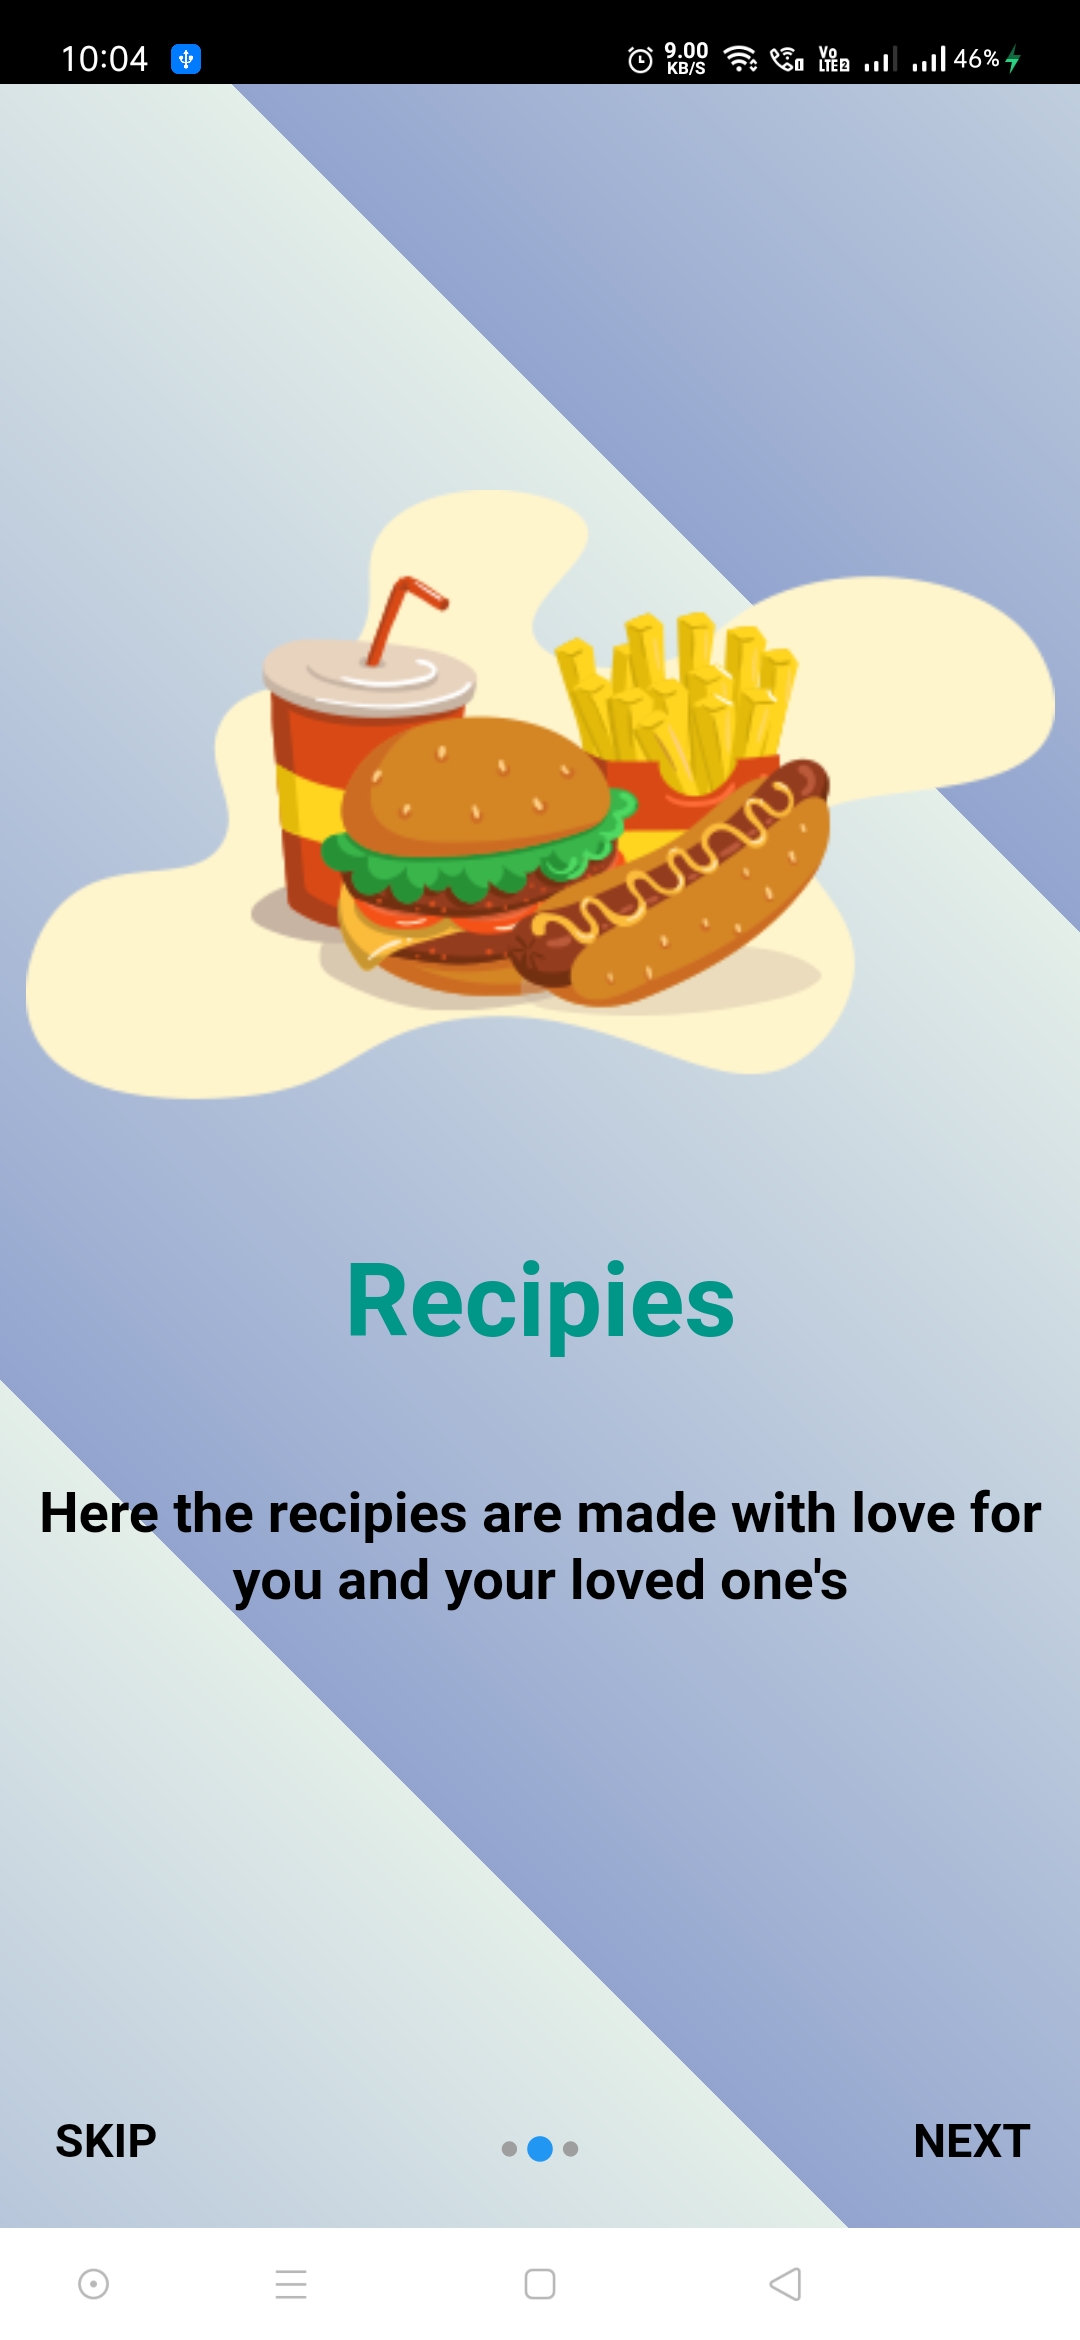 10:04
9.00
KB/S
Vo
LTE2
46%
Recipies
Here the recipies are made with love for
you and your loved one's
SKIP
NEXT